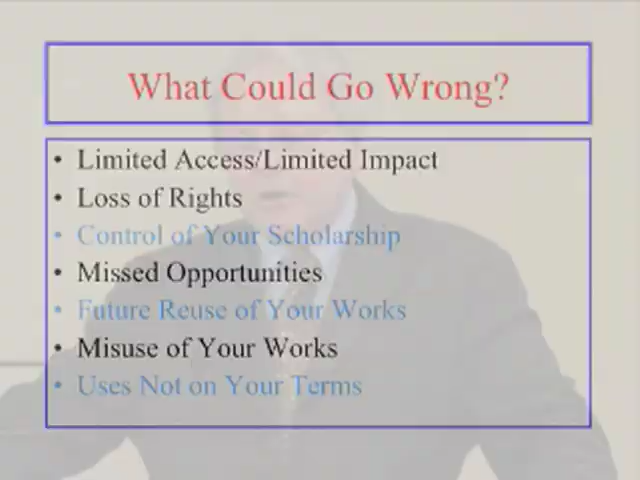 What Could Go Wrong?
• Limited Access/Limited Impact
• Loss of Rights
• Control of Your Scholarship
• Missed Opportunities
• Future Reuse of Your Works
• Misuse of Your Works
• Uses Not on Your Terms